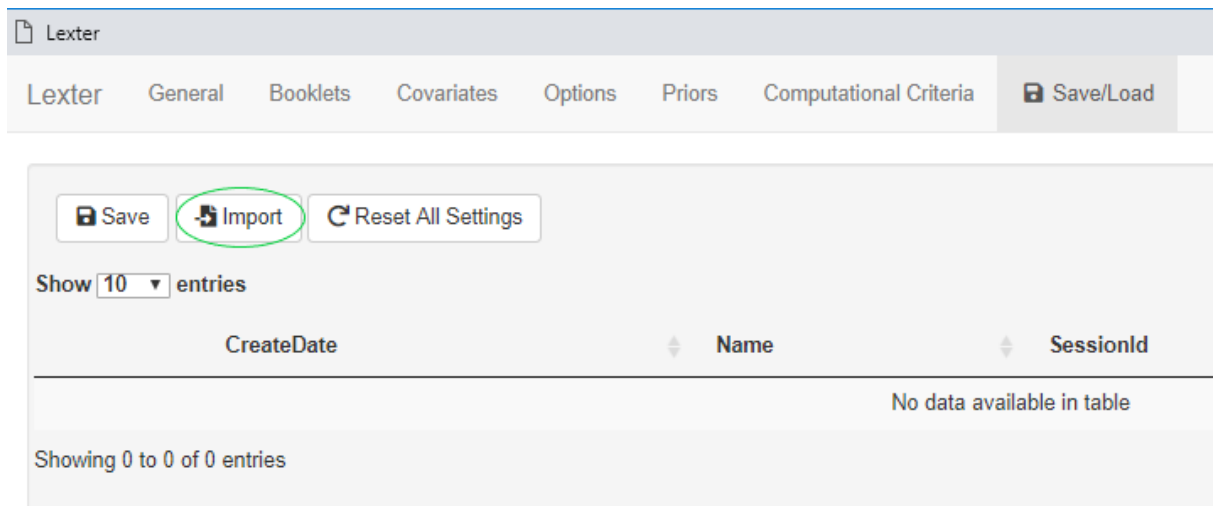 Lexter
Lexter General Booklets Covariates Options Priors Computational Criteria Save/Load
Save Import Reset All Settings
Show 10 entries
CreateDate Name SessionId
No data available in table
Showing 0 to 0 of 0 entries